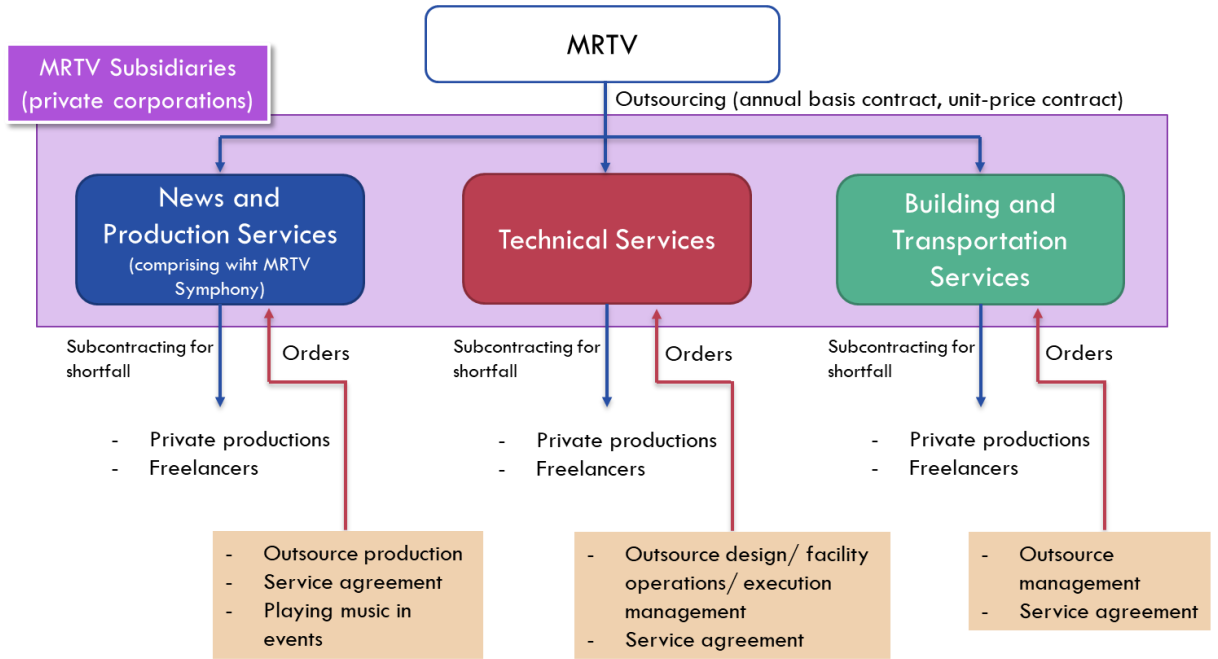 MRTV
MRTV Subsidiaries
(private corporations)
Outsourcing (annual basis contract, unit-price contract)
News and
Production Services
(comprising wiht MRTV
Symphony)
Technical Services
Building and
Transportation
Services
Subcontracting for
shortfall
Orders
Subcontracting for
shortfall
Orders
Subcontracting for
shortfall
Orders
- Private productions
- Freelancers
- Private productions
- Freelancers
- Private productions
- Freelancers
- Outsource production
- Service agreement
- Playing music in
events
- Outsource design/ facility
operations/ execution
management
- Service agreement
- Outsource
management
- Service agreement